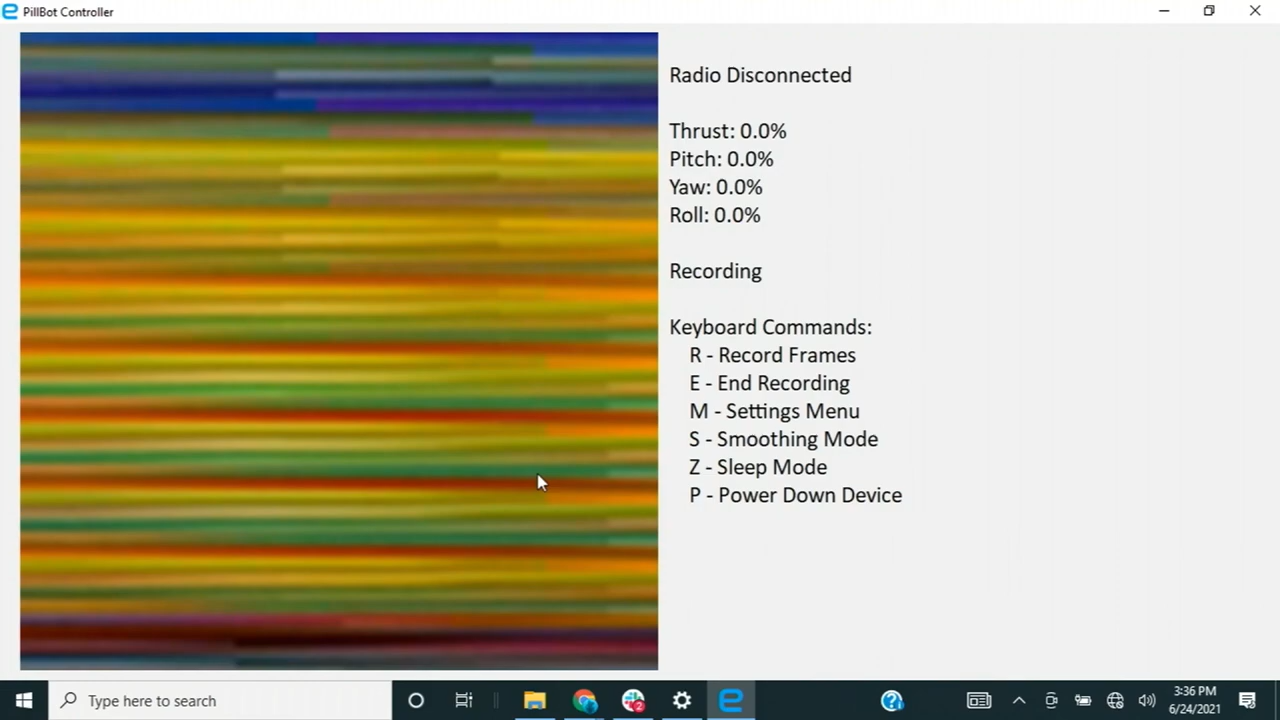 PillBot Controller
Radio Disconnected
Thrust: 0.0%
Pitch: 0.0%
Yaw: 0.0%
Roll: 0.0%
Recording
Keyboard Commands:
R - Record Frames
E - End Recording
M - Settings Menu
S - Smoothing Mode
Z - Sleep Mode
P - Power Down Device
Type here to search
2
3:36 PM
6/24/2021